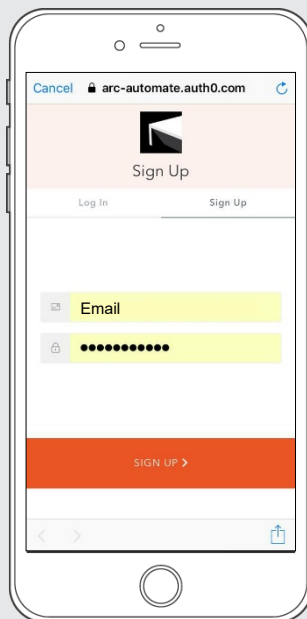 Cancel arc-automate.auth0.com
Sign Up
Log In Sign Up
Email
•••••••••••
SIGN UP >